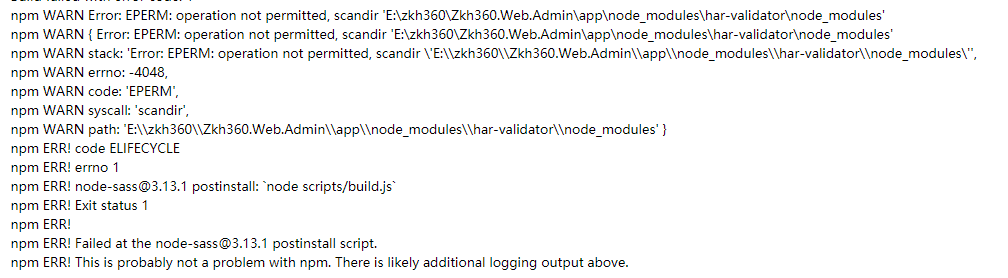 npm WARN Error: EPERM: operation not permitted, scandir 'E:\zkh360\Zkh360.Web.Admin\app\node_modules\har-validator\node_modules'
npm WARN { Error: EPERM: operation not permitted, scandir 'E:\zkh360\Zkh360.Web.Admin\app\node_modules\har-validator\node_modules'
npm WARN stack: 'Error: EPERM: operation not permitted, scandir \'E:\\zkh360\\Zkh360.Web.Admin\\app\\node_modules\\har-validator\\node_modules\'',
npm WARN errno: -4048,
npm WARN code: 'EPERM',
npm WARN syscall: 'scandir',
npm WARN path: 'E:\\zkh360\\Zkh360.Web.Admin\\app\\node_modules\\har-validator\\node_modules' }
npm ERR! code ELIFECYCLE
npm ERR! errno 1
npm ERR! node-sass@3.13.1 postinstall: `node scripts/build.js`
npm ERR! Exit status 1
npm ERR!
npm ERR! Failed at the node-sass@3.13.1 postinstall script.
npm ERR! This is probably not a problem with npm. There is likely additional logging output above.